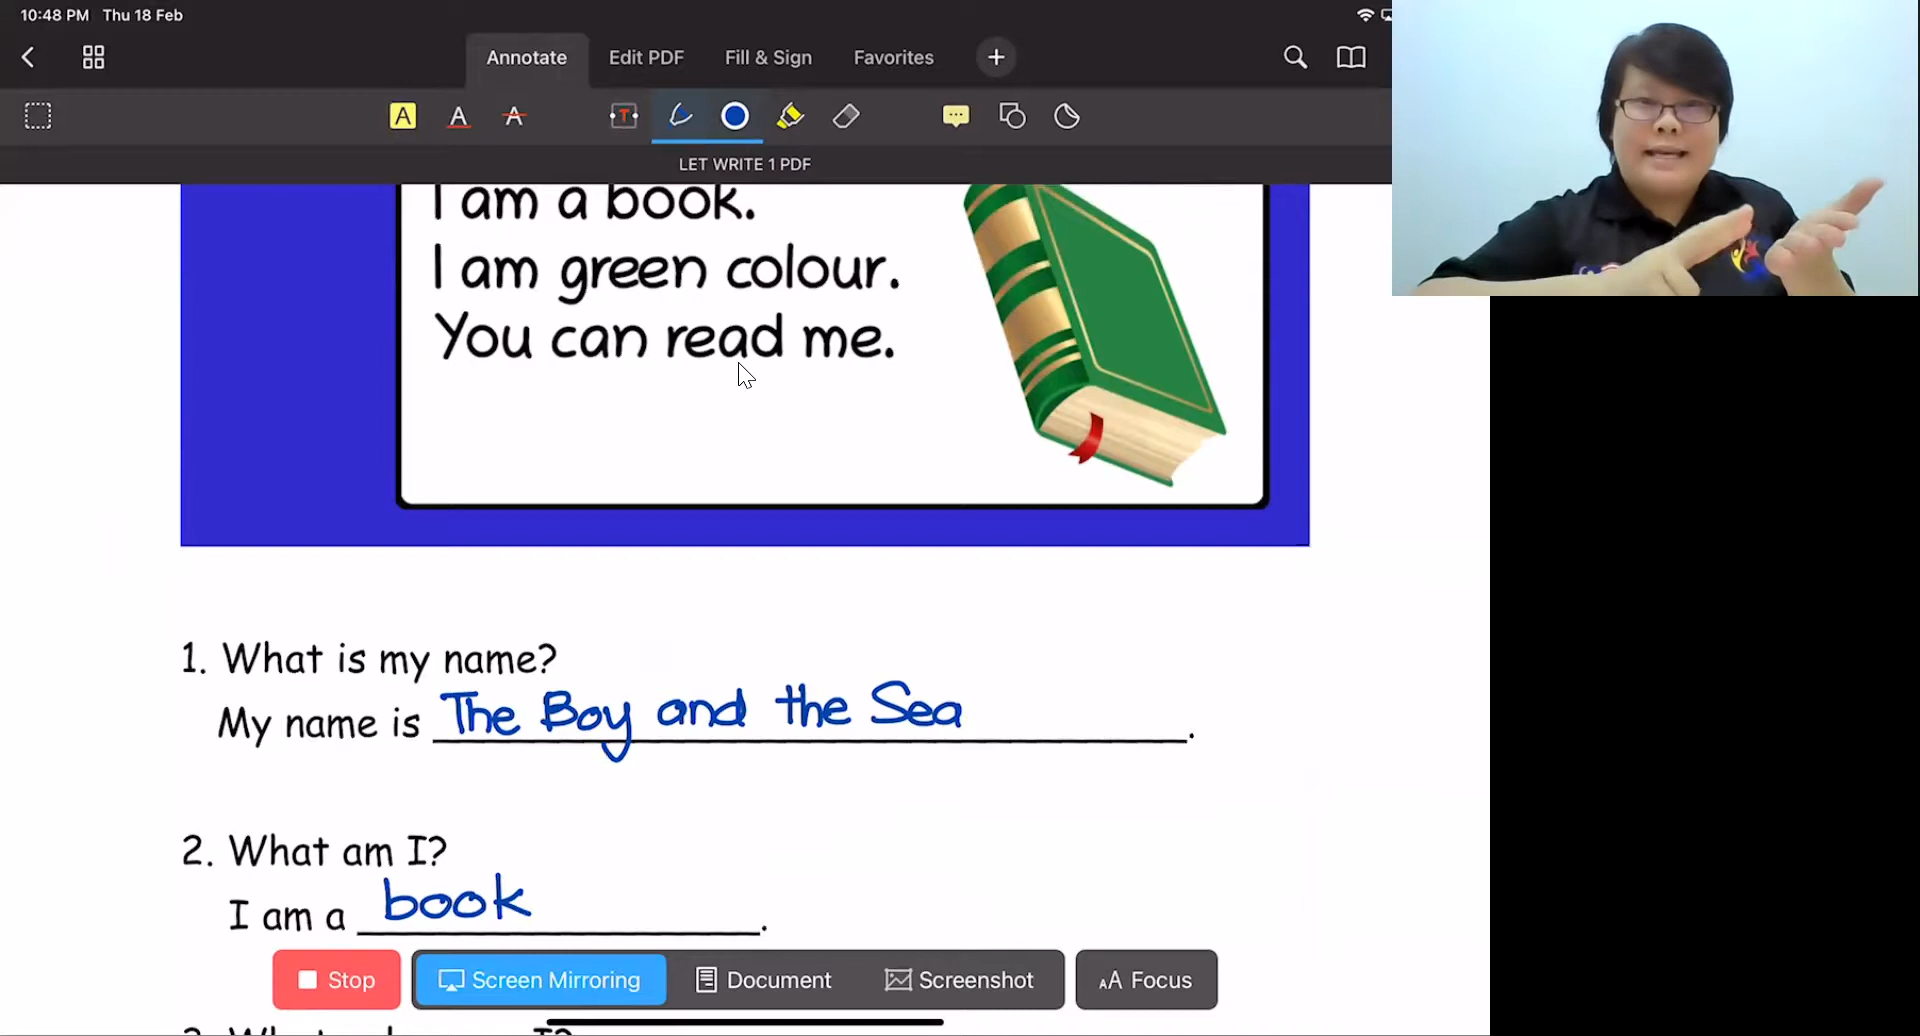 10:48 PM Thu 18 Feb
Annotate Edit PDF Fill & Sign Favorites +
A A A T
LET WRITE 1 PDF
I am a book.
I am green colour.
You can read me.
1. What is my name?
My name is The Boy and the Sea.
2. What am I?
I am a book.
Stop Screen Mirroring Document Screenshot AA Focus